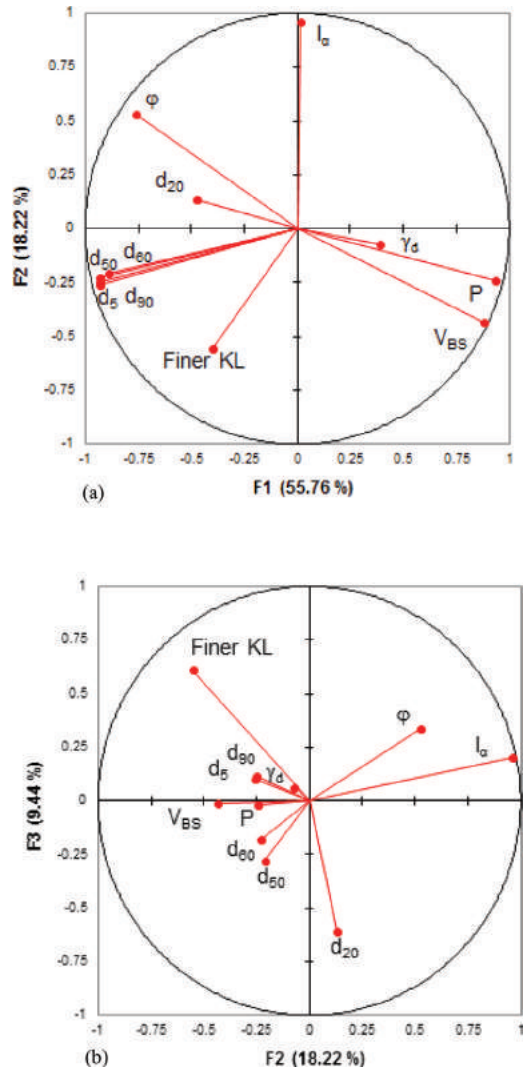 1
I α
0.75
φ
0.5
0.25
d20
0
γd
d50 d60
-0.25
P
d5 d90
VBS
-0.5
Finer KL
-0.75
-1
-1 -0.75 -0.5 -0.25 0 0.25 0.5 0.75 1
F2 (18.22 %)
(a)
F1 (55.76 %)
1
0.75
Finer KL
0.5
φ
Iα
0.25
d90
d5
γd
0
VBS P
d60
-0.25
d50
-0.5
d20
-0.75
-1
-1 -0.75 -0.5 -0.25 0 0.25 0.5 0.75 1
F3 (9.44 %)
(b)
F2 (18.22 %)